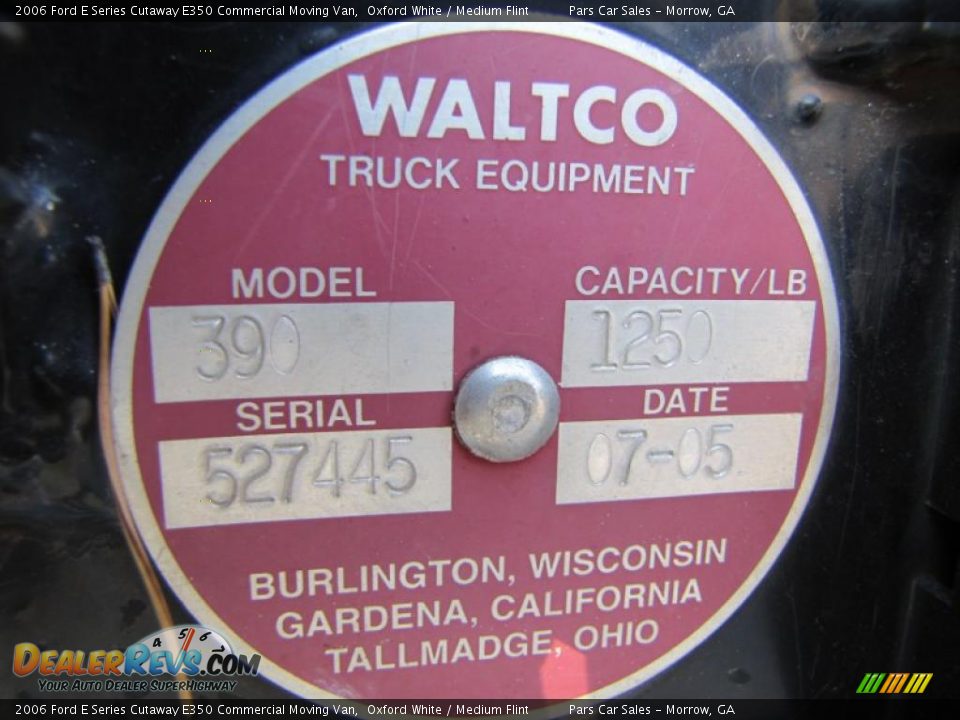 2006 Ford E Series Cutaway E350 Commercial Moving Van, Oxford White / Medium Flint Pars Car Sales - Morrow, GA
WALTCO
TRUCK EQUIPMENT
MODEL CAPACITY/LB
390 1250
SERIAL DATE
527445 07-05
BURLINGTON, WISCONSIN
GARDENA, CALIFORNIA
TALLMADGE, OHIO
4 5 6
DEALERREVS.COM
YOUR AUTO DEALER SUPERHIGHWAY
2006 Ford E Series Cutaway E350 Commercial Moving Van, Oxford White / Medium Flint Pars Car Sales - Morrow, GA